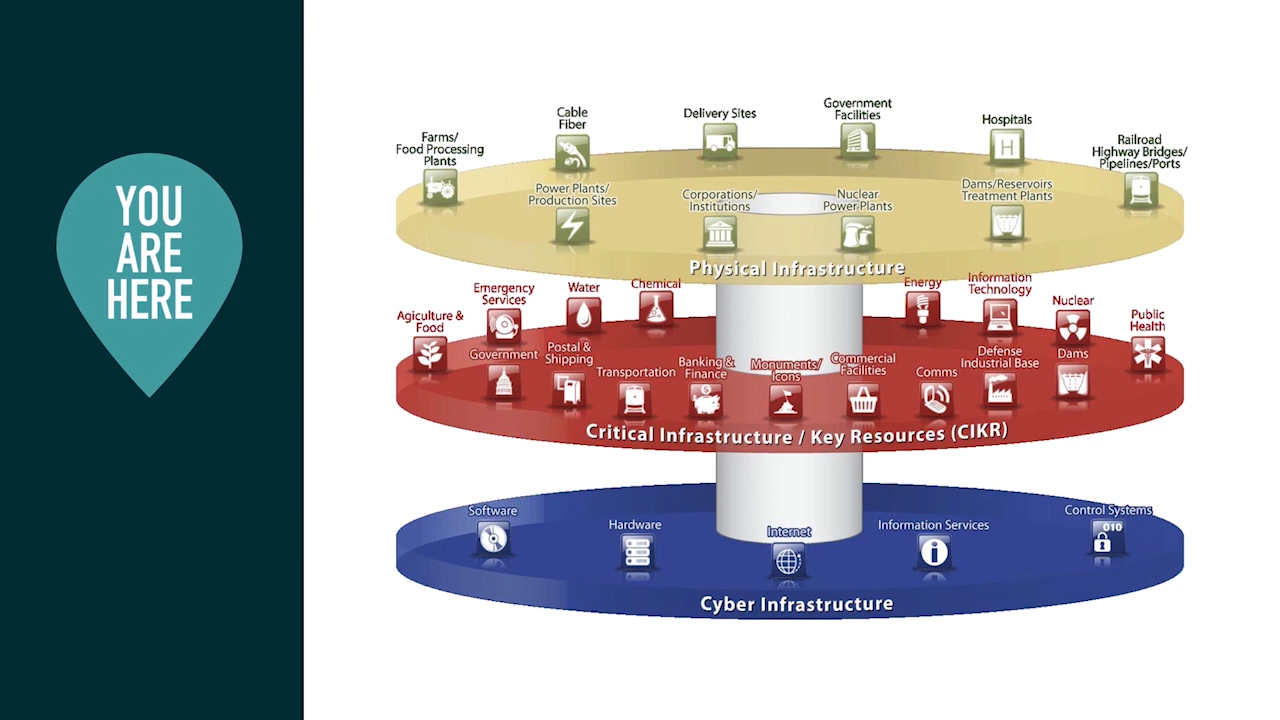 YOU
ARE
HERE
Farms/
Food Processing
Plants
Cable
Fiber
Delivery Sites
Government
Facilities
Hospitals
Railroad
Highway Bridges/
Pipelines/Ports
Power Plants/
Production Sites
Corporations/
Institutions
Nuclear
Power Plants
Dams/Reservoirs
Treatment Plants
H
Physical Infrastructure
Agiculture &
Food
Emergency
Services
Water
Chemical
Energy
Information
Technology
Nuclear
Public
Health
Government
Postal &
Shipping
Transportation
Banking &
Finance
$
Monuments/
Icons
Commercial
Facilities
Comms
Defense
Industrial Base
Dams
Critical Infrastructure / Key Resources (CIKR)
Software
Hardware
Internet
Information Services
i
Control Systems
010
Cyber Infrastructure